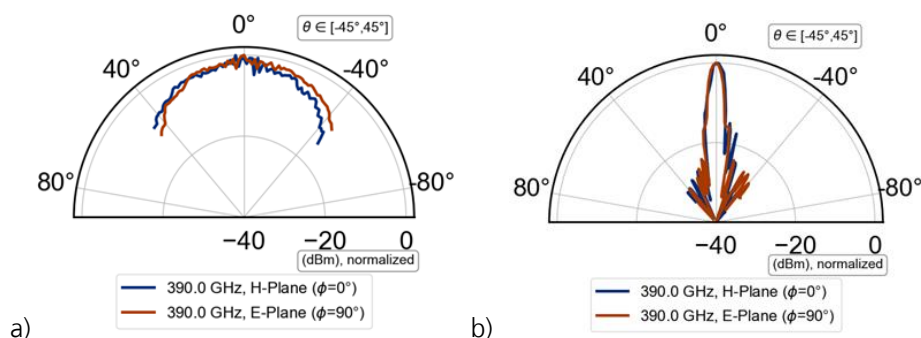 0°
θ ∈ [-45°,45°]
40°
-40°
80°
-80°
−40
−20
0
(dBm), normalized
390.0 GHz, H-Plane (ϕ=0°)
390.0 GHz, E-Plane (ϕ=90°)
a)
0°
θ ∈ [-45°,45°]
40°
-40°
80°
-80°
−40
−20
0
(dBm), normalized
390.0 GHz, H-Plane (ϕ=0°)
390.0 GHz, E-Plane (ϕ=90°)
b)